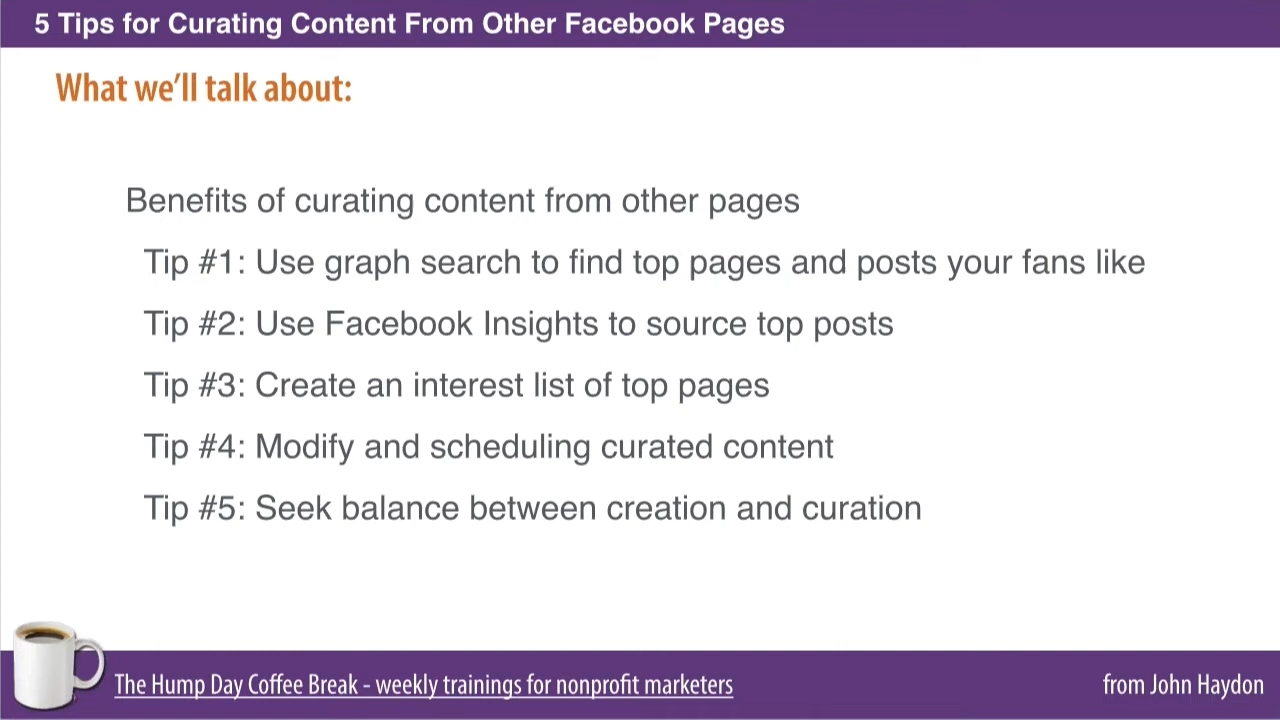 5 Tips for Curating Content From Other Facebook Pages
What we'll talk about:
Benefits of curating content from other pages
Tip #1: Use graph search to find top pages and posts your fans like
Tip #2: Use Facebook Insights to source top posts
Tip #3: Create an interest list of top pages
Tip #4: Modify and scheduling curated content
Tip #5: Seek balance between creation and curation
The Hump Day Coffee Break - weekly trainings for nonprofit marketers
from John Haydon